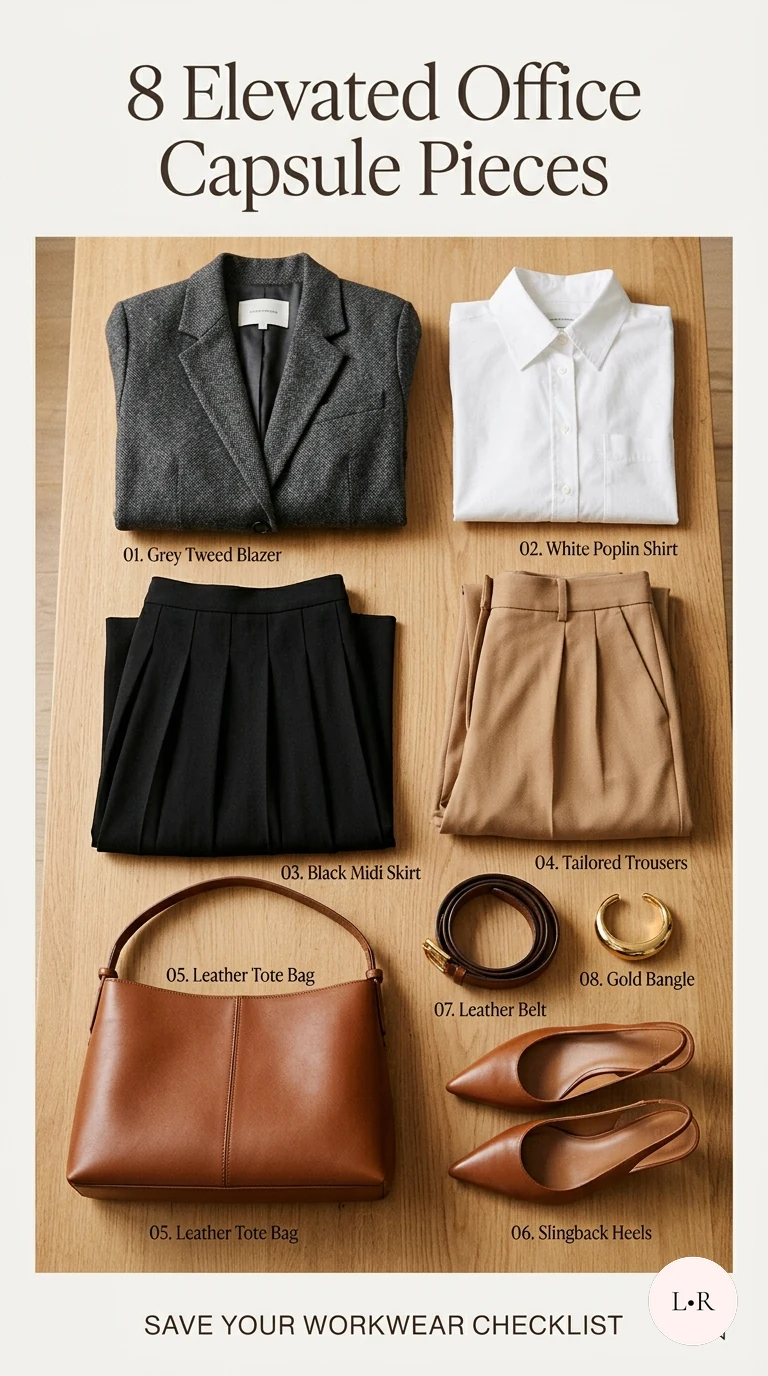 8 Elevated Office
Capsule Pieces
01. Grey Tweed Blazer
02. White Poplin Shirt
03. Black Midi Skirt
04. Tailored Trousers
05. Leather Tote Bag
08. Gold Bangle
07. Leather Belt
05. Leather Tote Bag
06. Slingback Heels
L•R
SAVE YOUR WORKWEAR CHECKLIST